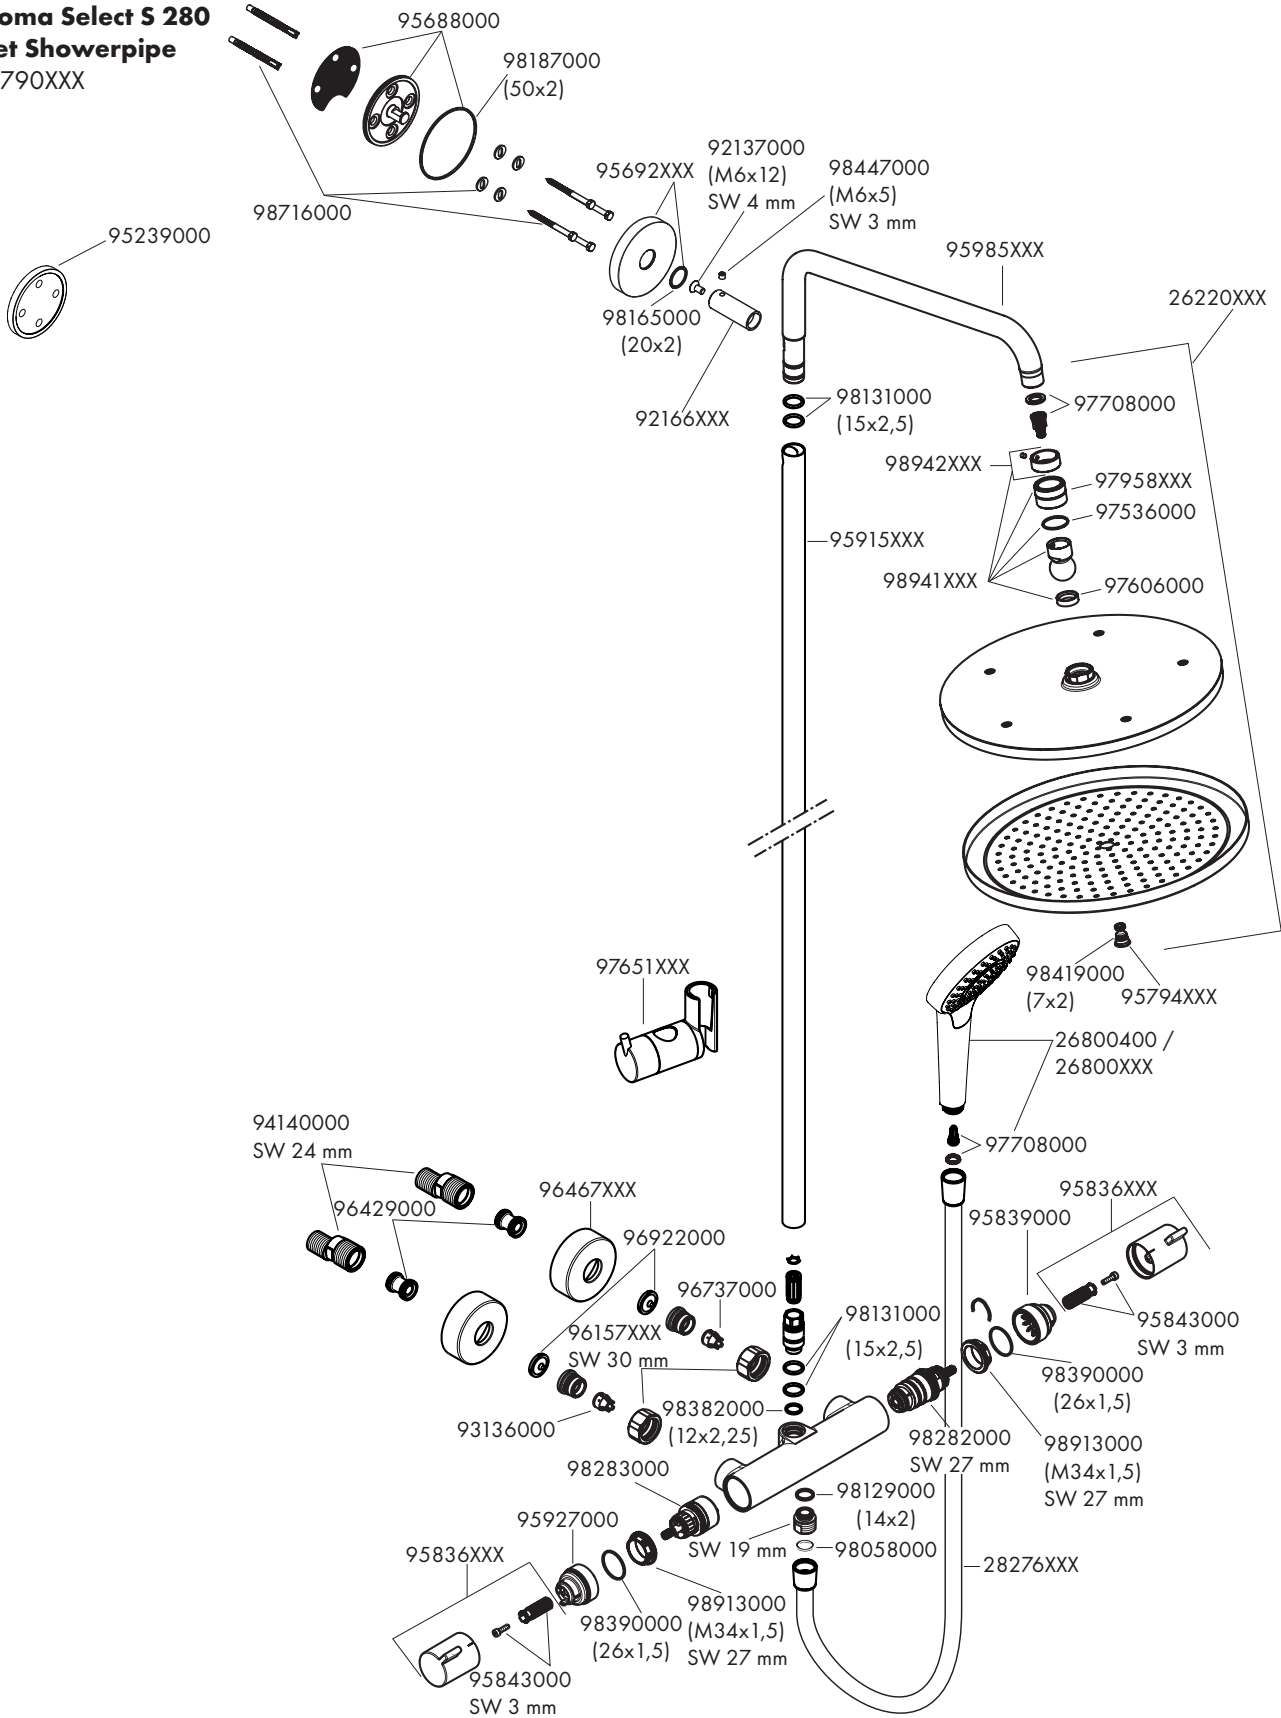 oma Select S 280
et Showerpipe
790XXX
95688000
98187000
(50x2)
92137000
(M6x12)
SW 4 mm
95692XXX
98447000
(M6x5)
SW 3 mm
98716000
95239000
95985XXX
26220XXX
98165000
(20x2)
92166XXX
98131000
(15x2,5)
97708000
98942XXX
97958XXX
97536000
95915XXX
98941XXX
97606000
97651XXX
98419000
(7x2)
95794XXX
26800400 /
26800XXX
94140000
SW 24 mm
97708000
96467XXX
96429000
95836XXX
95839000
96922000
96737000
98131000
(15x2,5)
95843000
SW 3 mm
96157XXX
SW 30 mm
98390000
(26x1,5)
98382000
(12x2,25)
93136000
98282000
SW 27 mm
98913000
(M34x1,5)
SW 27 mm
98283000
98129000
(14x2)
95927000
SW 19 mm
98058000
95836XXX
28276XXX
98390000
(26x1,5)
98913000
(M34x1,5)
SW 27 mm
95843000
SW 3 mm